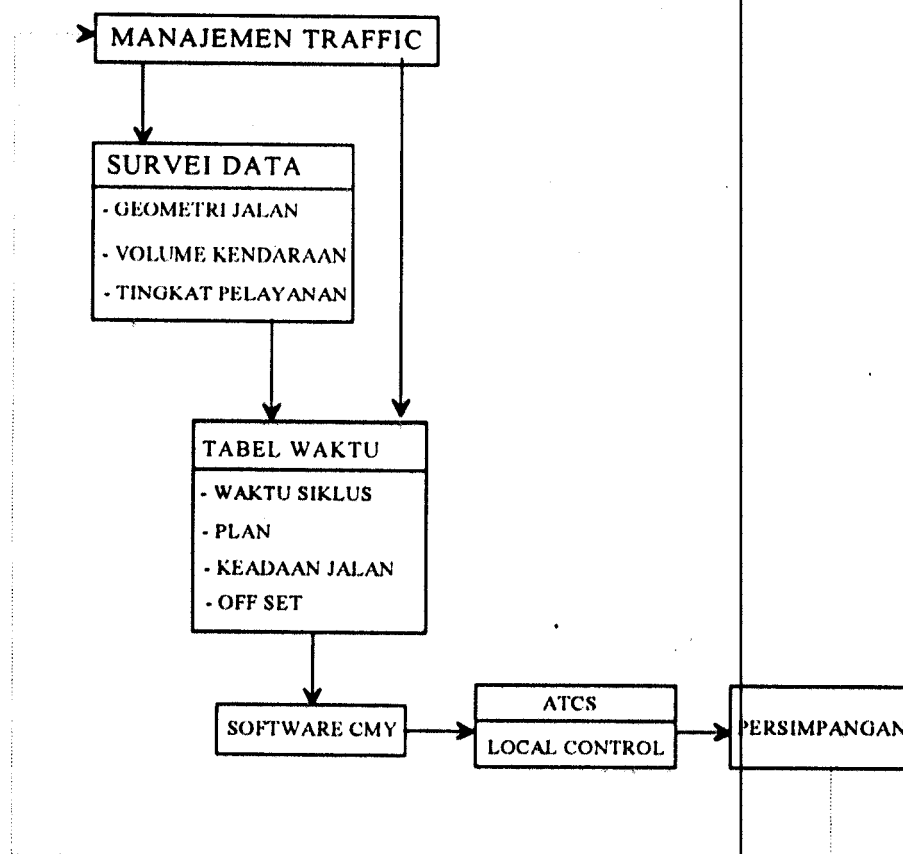 MANAJEMEN TRAFFIC
SURVEI DATA
- GEOMETRI JALAN
- VOLUME KENDARAAN
- TINGKAT PELAYANAN
TABEL WAKTU
- WAKTU SIKLUS
- PLAN
- KEADAAN JALAN
- OFF SET
SOFTWARE CMY
ATCS
LOCAL CONTROL
PERSIMPANGAN